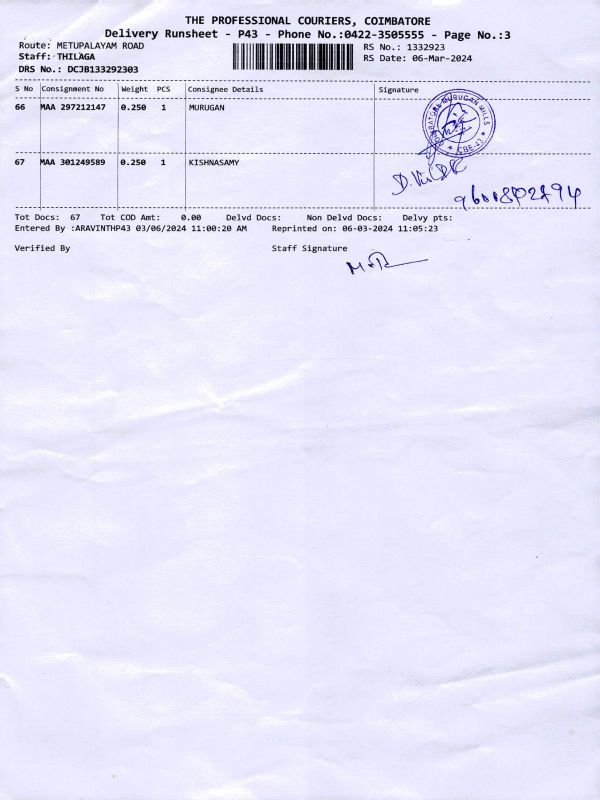 THE PROFESSIONAL COURIERS, COIMBATORE
Delivery Runsheet - P43 - Phone No.:0422-3505555 - Page No.:3
Route: METUPALAYAM ROAD
Staff: THILAGA
DRS No.: DCJB133292303
RS No.: 1332923
RS Date: 06-Mar-2024
S No Consignment No Weight PCS Consignee Details Signature
66 MAA 297212147 0.250 1 MURUGAN
67 MAA 301249589 0.250 1 KISHNASAMY
Tot Docs: 67 Tot COD Amt: 0.00 Delvd Docs: Non Delvd Docs: Delvy pts:
Entered By :ARAVINTHP43 03/06/2024 11:00:20 AM Reprinted on: 06-03-2024 11:05:23
Verified By Staff Signature